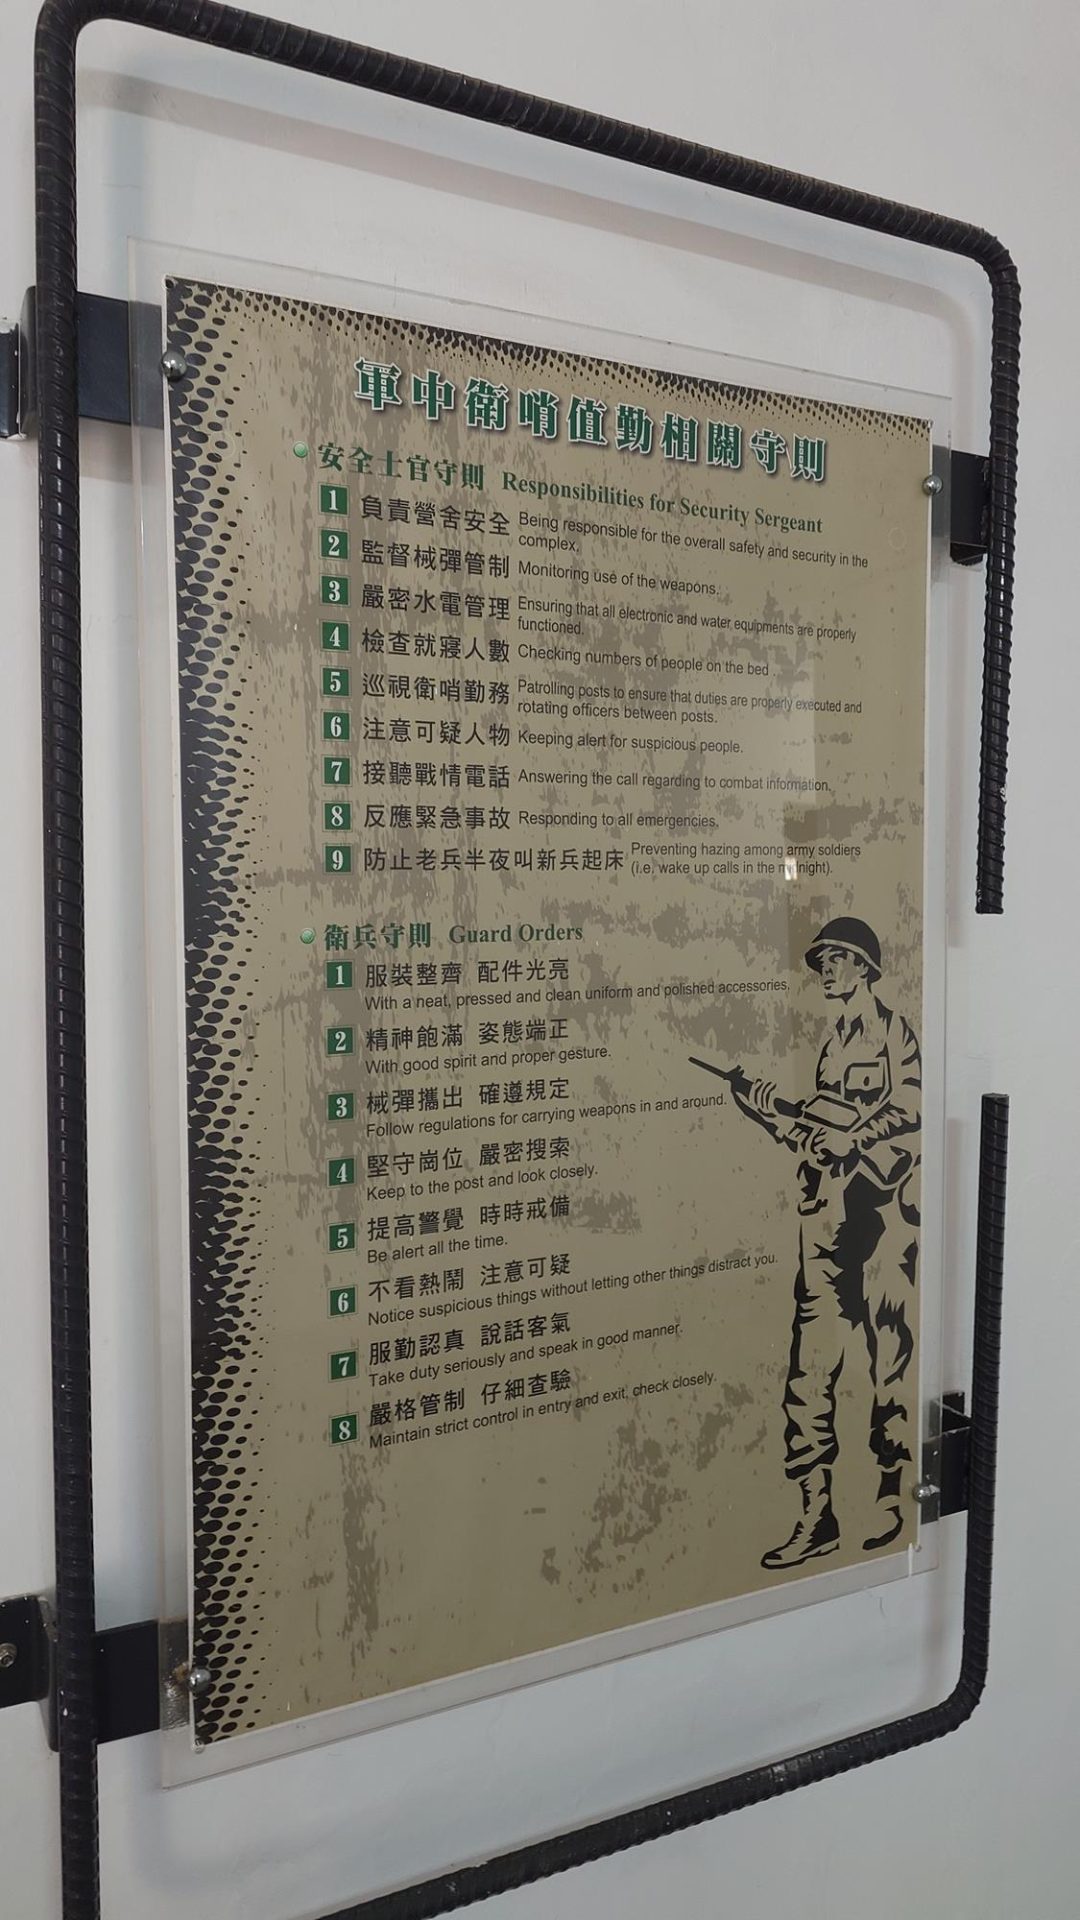 軍中衛哨值勤相關守則
安全士官守則 Responsibilities for Security Sergeant
1 負責營舍安全 Being responsible for the overall safety and security in the
complex.
2 監督械彈管制 Monitoring use of the weapons.
3 嚴密水電管理 Ensuring that all electronic and water equipments are properly
functioned.
4 檢查就寢人數 Checking numbers of people on the bed .
5 巡視衛哨勤務 Patrolling posts to ensure that duties are properly executed and
rotating officers between posts.
6 注意可疑人物 Keeping alert for suspicious people.
7 接聽戰情電話 Answering the call regarding to combat information.
8 反應緊急事故 Responding to all emergencies.
9 防止老兵半夜叫新兵起床 Preventing hazing among army soldiers
(i.e. wake up calls in the midnight).
衛兵守則 Guard Orders
1 服裝整齊 配件光亮
With a neat, pressed and clean uniform and polished accessories.
2 精神飽滿 姿態端正
With good spirit and proper gesture.
3 械彈攜出 確遵規定
Follow regulations for carrying weapons in and around.
4 堅守崗位 嚴密搜索
Keep to the post and look closely.
5 提高警覺 時時戒備
Be alert all the time.
6 不看熱鬧 注意可疑
Notice suspicious things without letting other things distract you.
7 服勤認真 說話客氣
Take duty seriously and speak in good manner.
8 嚴格管制 仔細查驗
Maintain strict control in entry and exit, check closely.